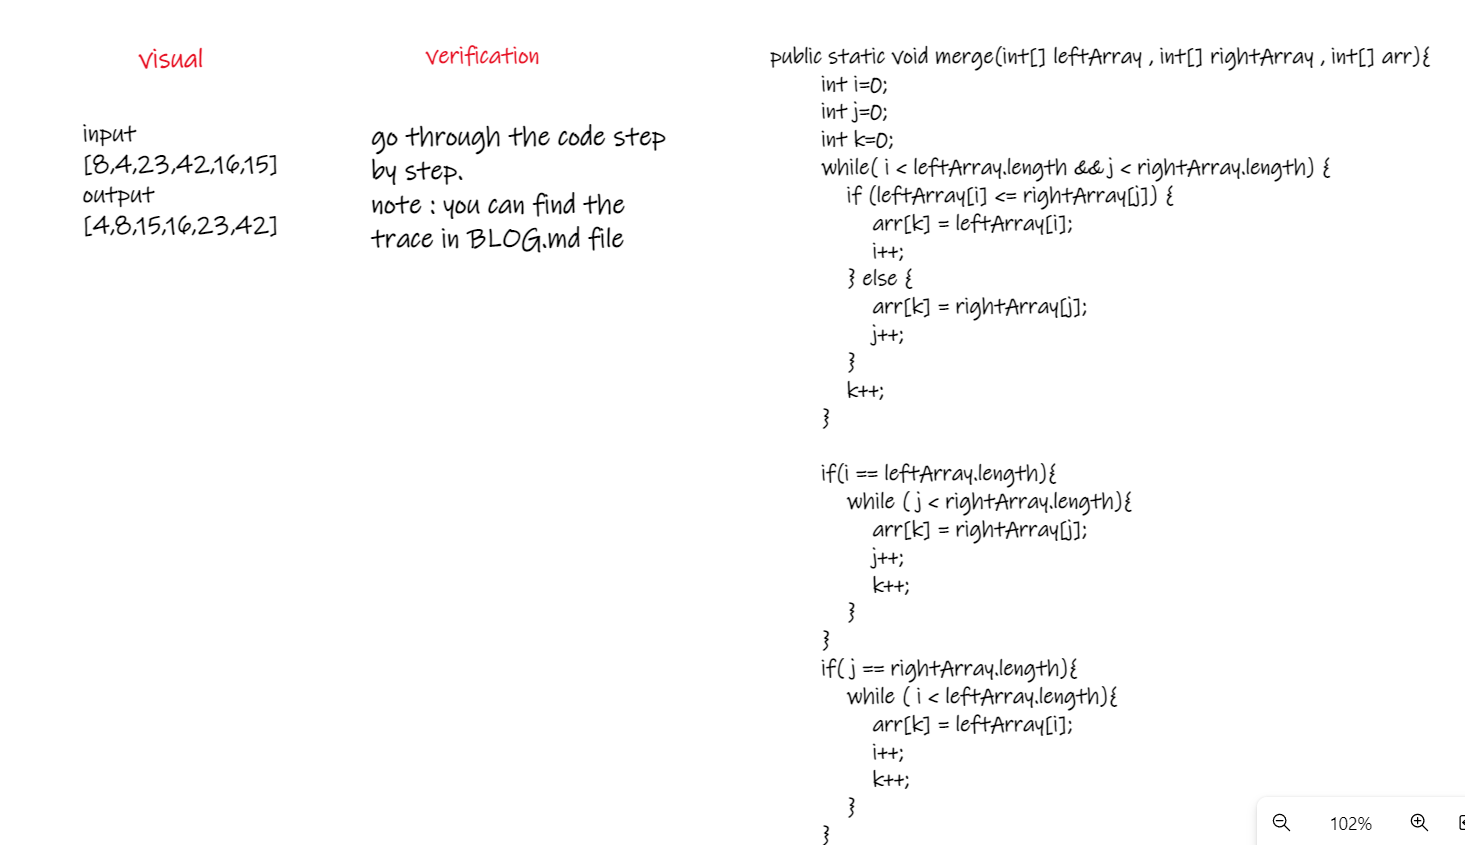 visual
input
[8,4,23,42,16,15]
output
[4,8,15,16,23,42]
verification
go through the code step
by step.
note : you can find the
trace in BLOG.md file
public static void merge(int[] leftArray , int[] rightArray , int[] arr){
int i=0;
int j=0;
int k=0;
while( i < leftArray.length && j < rightArray.length) {
if (leftArray[i] <= rightArray[j]) {
arr[k] = leftArray[i];
i++;
} else {
arr[k] = rightArray[j];
j++;
}
k++;
}
if(i == leftArray.length){
while ( j < rightArray.length){
arr[k] = rightArray[j];
j++;
k++;
}
}
if( j == rightArray.length){
while ( i < leftArray.length){
arr[k] = leftArray[i];
i++;
k++;
}
}
102%